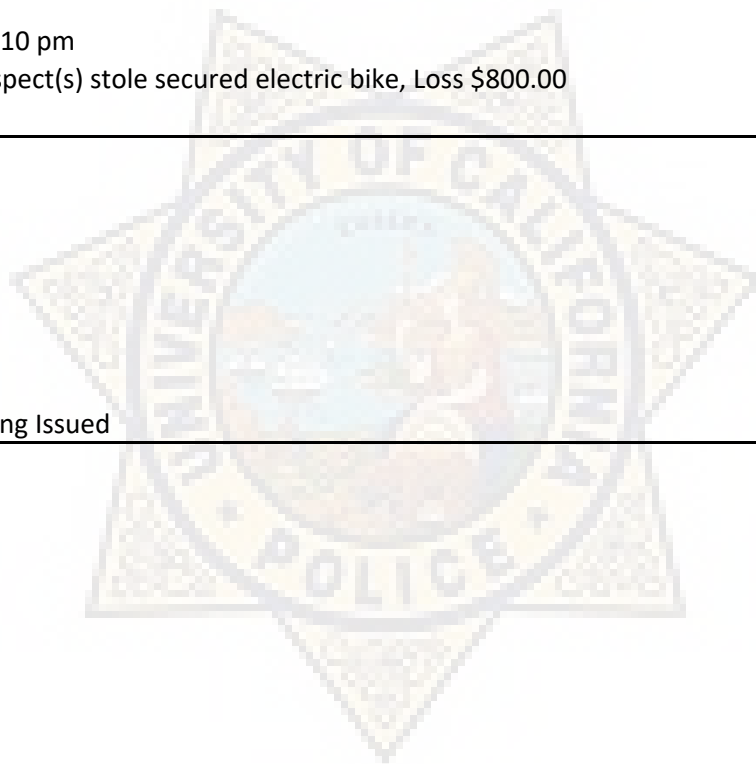 10 pm
spect(s) stole secured electric bike, Loss $800.00
UNIVERSITY OF CALIFORNIA
ng Issued
POLICE